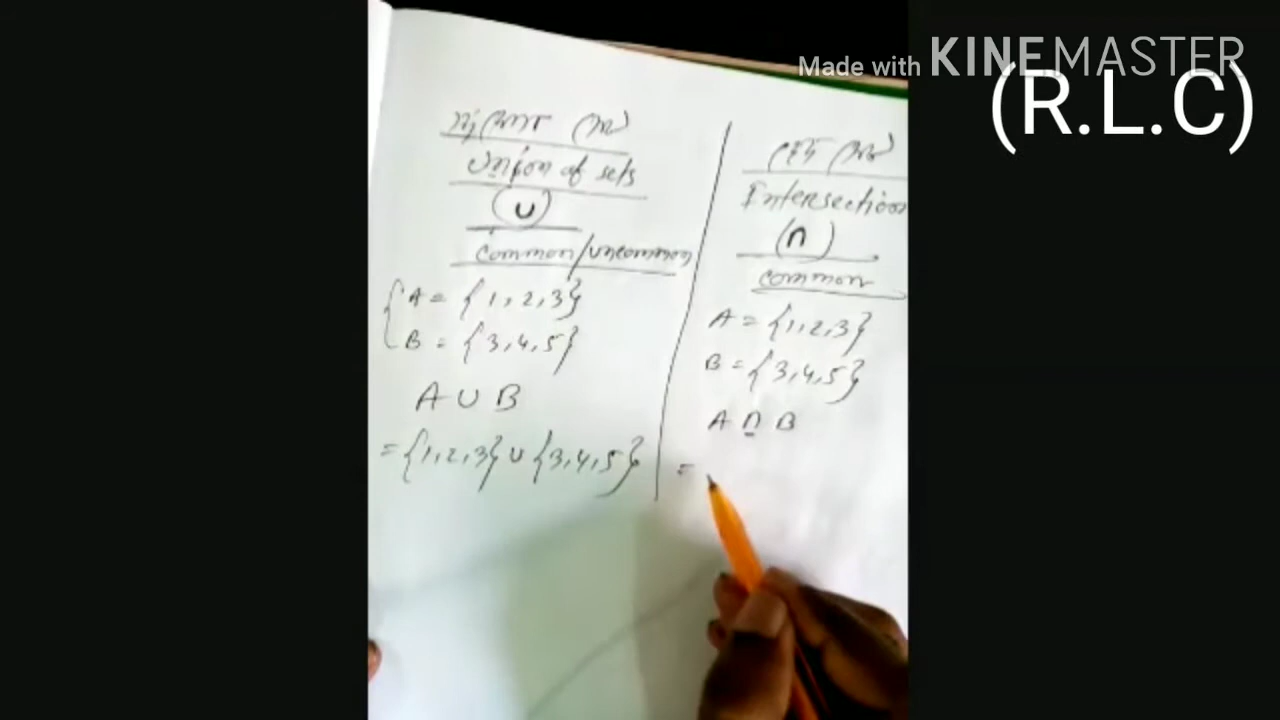 Made with KINEMASTER
(R.L.C)
সংযোগ সেট
Union of sets
(∪)
common/uncommon
A = {1, 2, 3}
B = {3, 4, 5}
A ∪ B
= {1, 2, 3} ∪ {3, 4, 5}
ছেদ সেট
Intersection
(∩)
common
A = {1, 2, 3}
B = {3, 4, 5}
A ∩ B
=